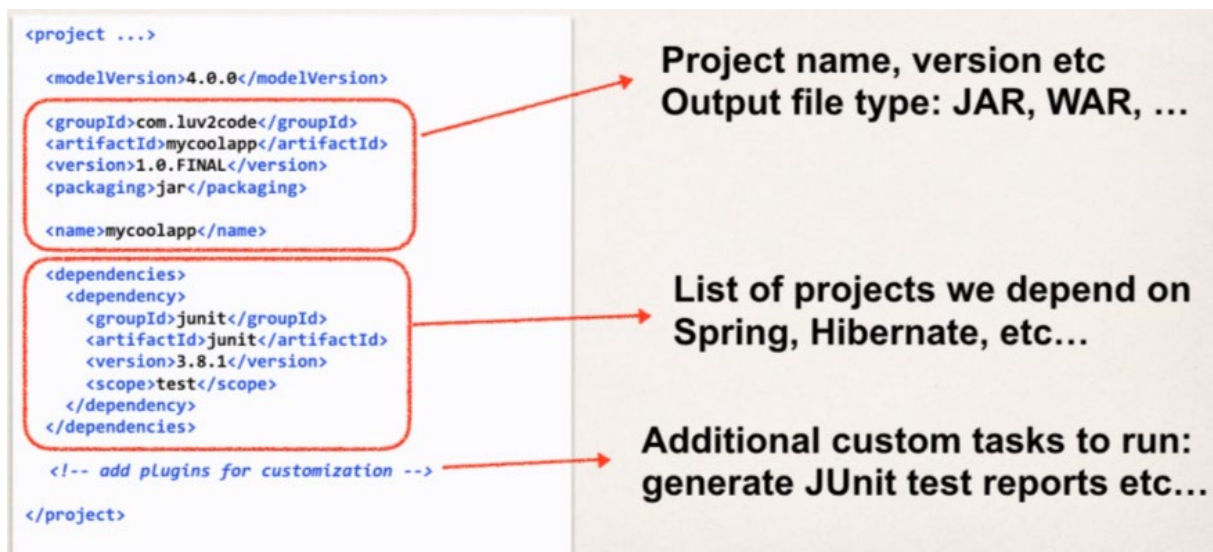 <project ...>
<modelVersion>4.0.0</modelVersion>
<groupId>com.luv2code</groupId>
<artifactId>mycoolapp</artifactId>
<version>1.0.FINAL</version>
<packaging>jar</packaging>
<name>mycoolapp</name>
<dependencies>
<dependency>
<groupId>junit</groupId>
<artifactId>junit</artifactId>
<version>3.8.1</version>
<scope>test</scope>
</dependency>
</dependencies>
<!-- add plugins for customization -->
</project>
Project name, version etc
Output file type: JAR, WAR, …
List of projects we depend on
Spring, Hibernate, etc…
Additional custom tasks to run:
generate JUnit test reports etc…